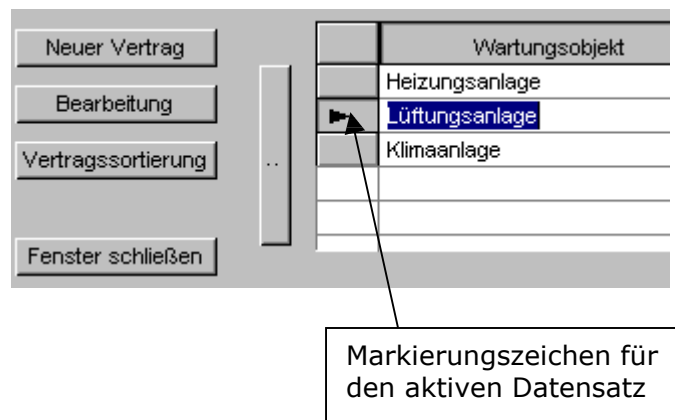 Neuer Vertrag
Bearbeitung
Vertragssortierung
Fenster schließen
..
Wartungsobjekt
Heizungsanlage
Lüftungsanlage
Klimaanlage
Markierungszeichen für
den aktiven Datensatz